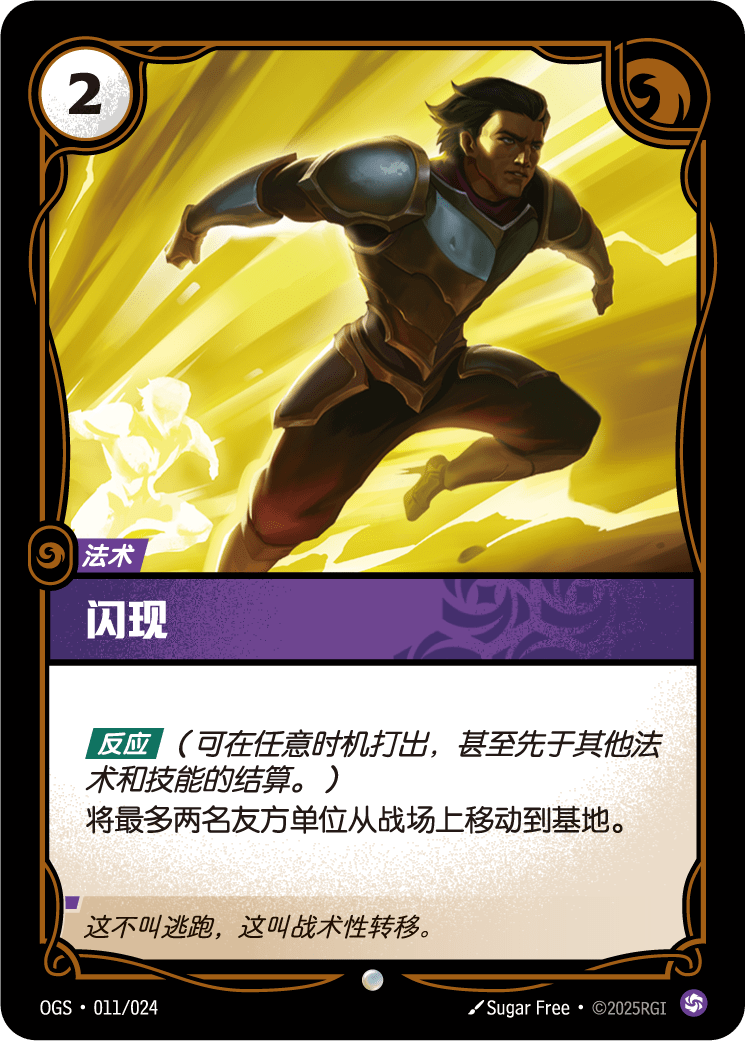 2
法术
闪现
反应（可在任意时机打出，甚至先于其他法
术和技能的结算。）
将最多两名友方单位从战场上移动到基地。
这不叫逃跑，这叫战术性转移。
OGS • 011/024
Sugar Free • ©2025RGI